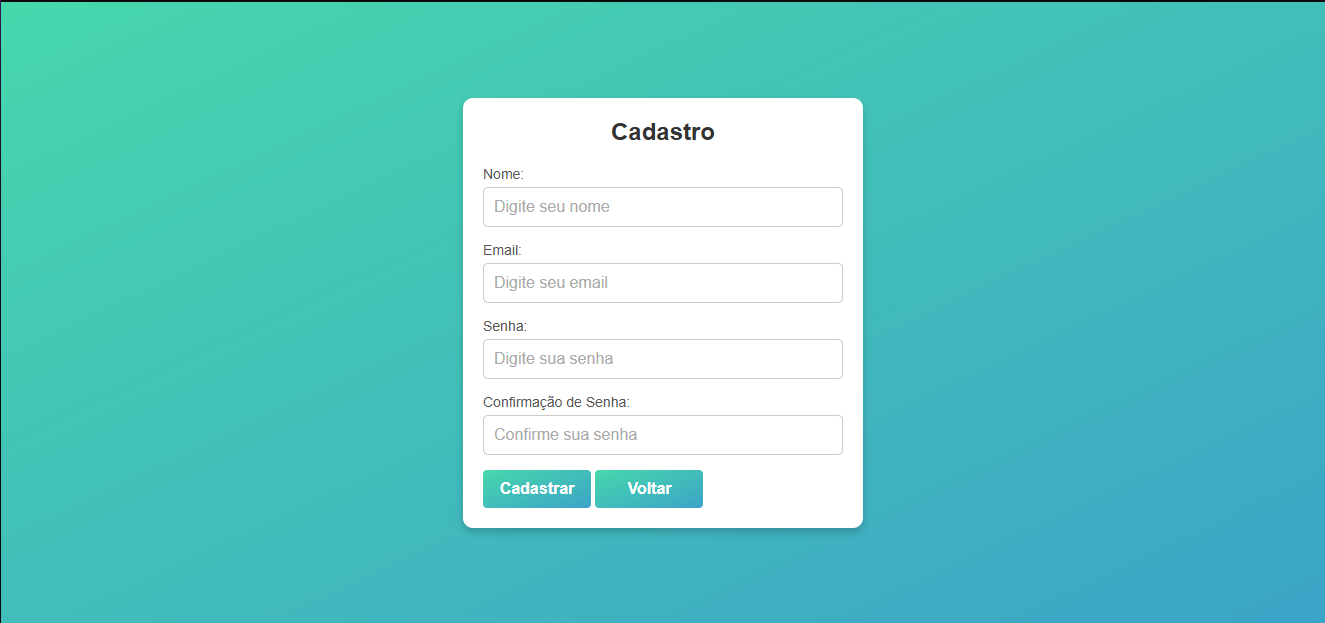 Cadastro
Nome:
Digite seu nome
Email:
Digite seu email
Senha:
Digite sua senha
Confirmação de Senha:
Confirme sua senha
Cadastrar Voltar